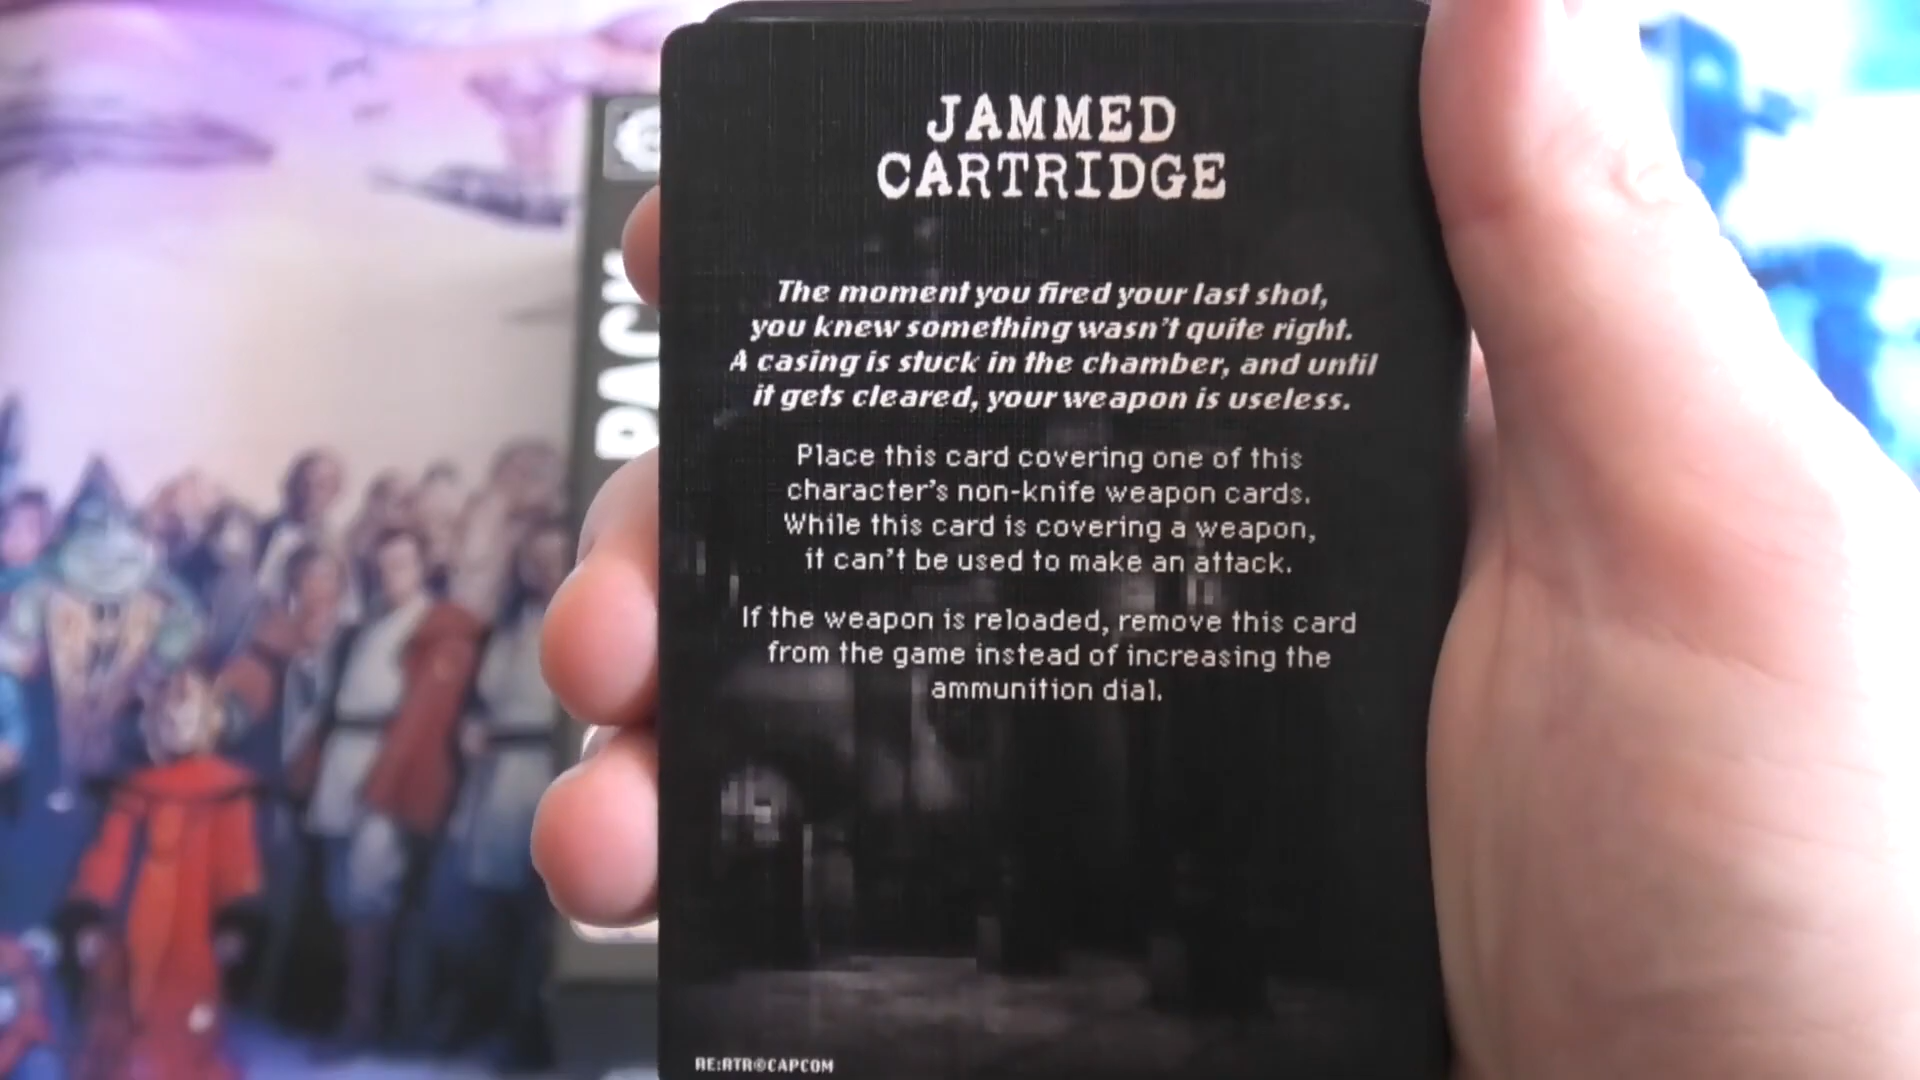 JAMMED
CARTRIDGE
The moment you fired your last shot,
you knew something wasn't quite right.
A casing is stuck in the chamber, and until
it gets cleared, your weapon is useless.
Place this card covering one of this
character's non-knife weapon cards.
While this card is covering a weapon,
it can't be used to make an attack.
If the weapon is reloaded, remove this card
from the game instead of increasing the
ammunition dial.
RE:RTR©CAPCOM
PACK